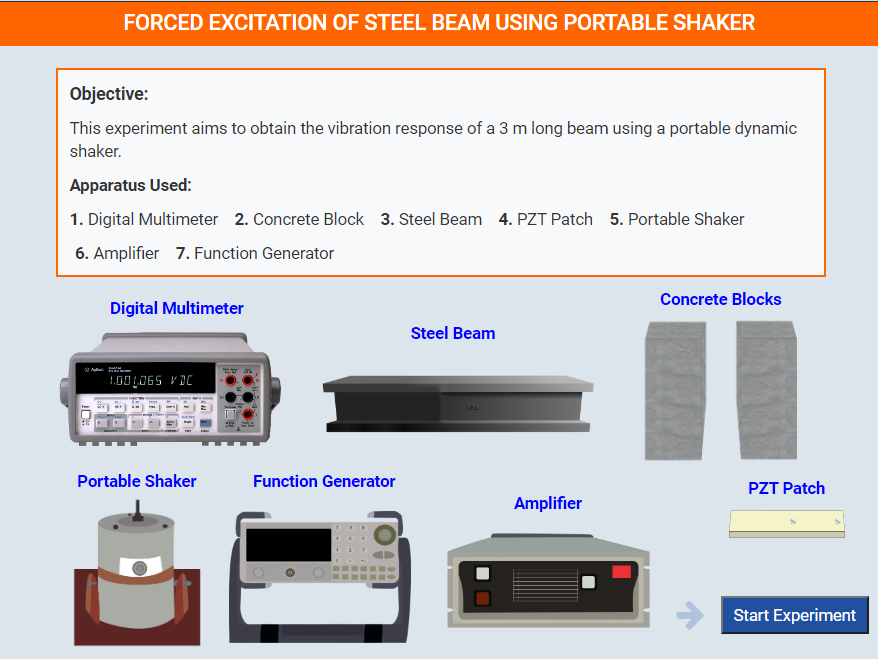 FORCED EXCITATION OF STEEL BEAM USING PORTABLE SHAKER
Objective:
This experiment aims to obtain the vibration response of a 3 m long beam using a portable dynamic
shaker.
Apparatus Used:
1. Digital Multimeter 2. Concrete Block 3. Steel Beam 4. PZT Patch 5. Portable Shaker
6. Amplifier 7. Function Generator
Digital Multimeter
Steel Beam
Concrete Blocks
Agilent
1.001,065 VDC
Portable Shaker
Function Generator
Amplifier
PZT Patch
Start Experiment